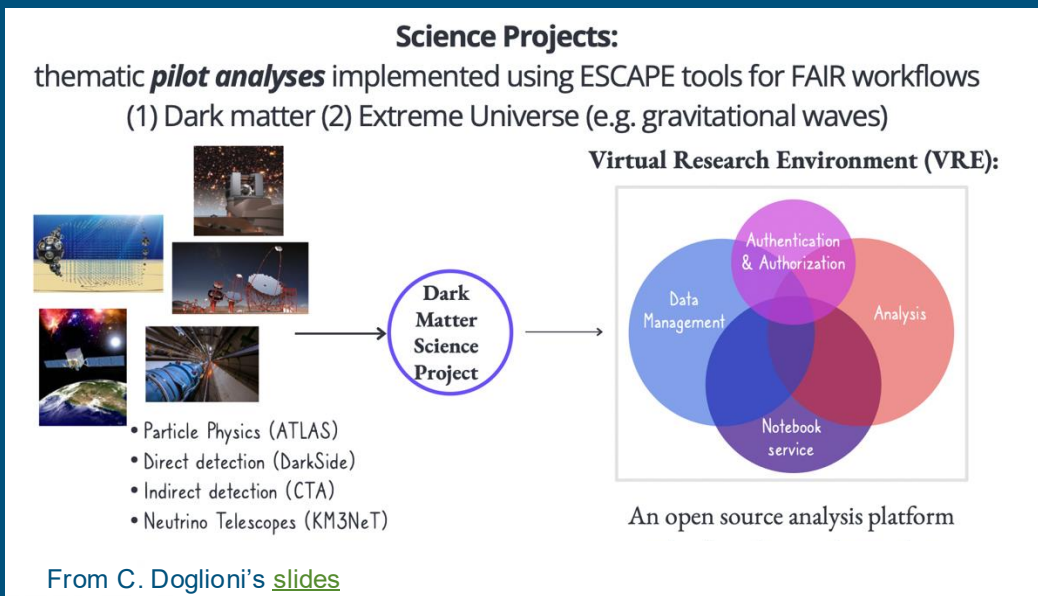 Science Projects:
thematic pilot analyses implemented using ESCAPE tools for FAIR workflows
(1) Dark matter (2) Extreme Universe (e.g. gravitational waves)
Virtual Research Environment (VRE):
Dark
Matter
Science
Project
Authentication
& Authorization
Data
Management
Analysis
Notebook
service
• Particle Physics (ATLAS)
• Direct detection (DarkSide)
• Indirect detection (CTA)
• Neutrino Telescopes (KM3NeT)
An open source analysis platform
From C. Doglioni's slides